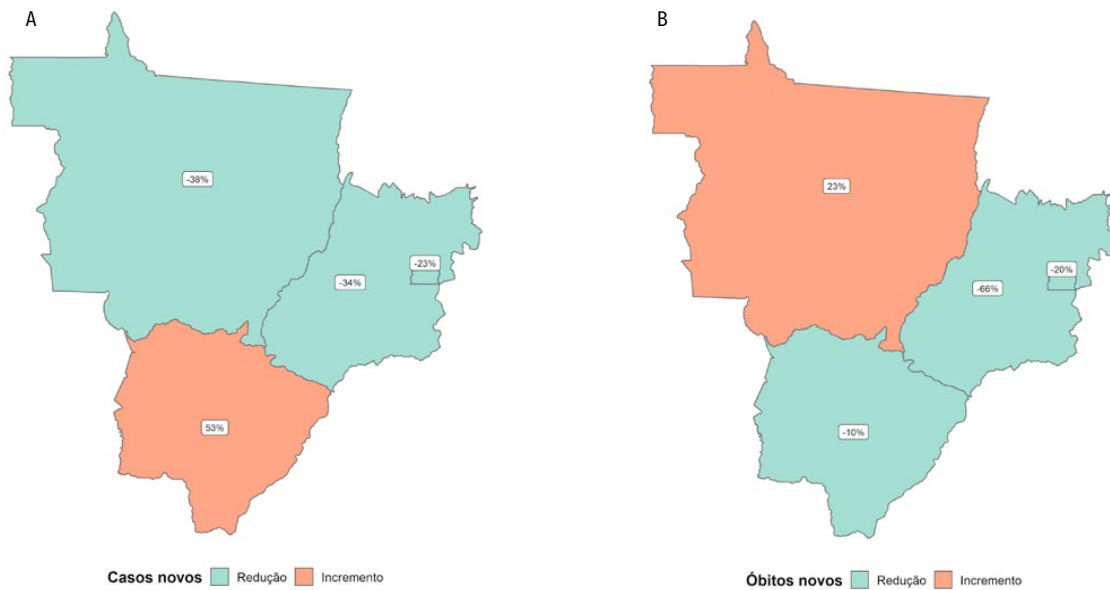 A
-38%
-34%
-23%
53%
Casos novos Redução Incremento
B
23%
-66%
-20%
-10%
Óbitos novos Redução Incremento